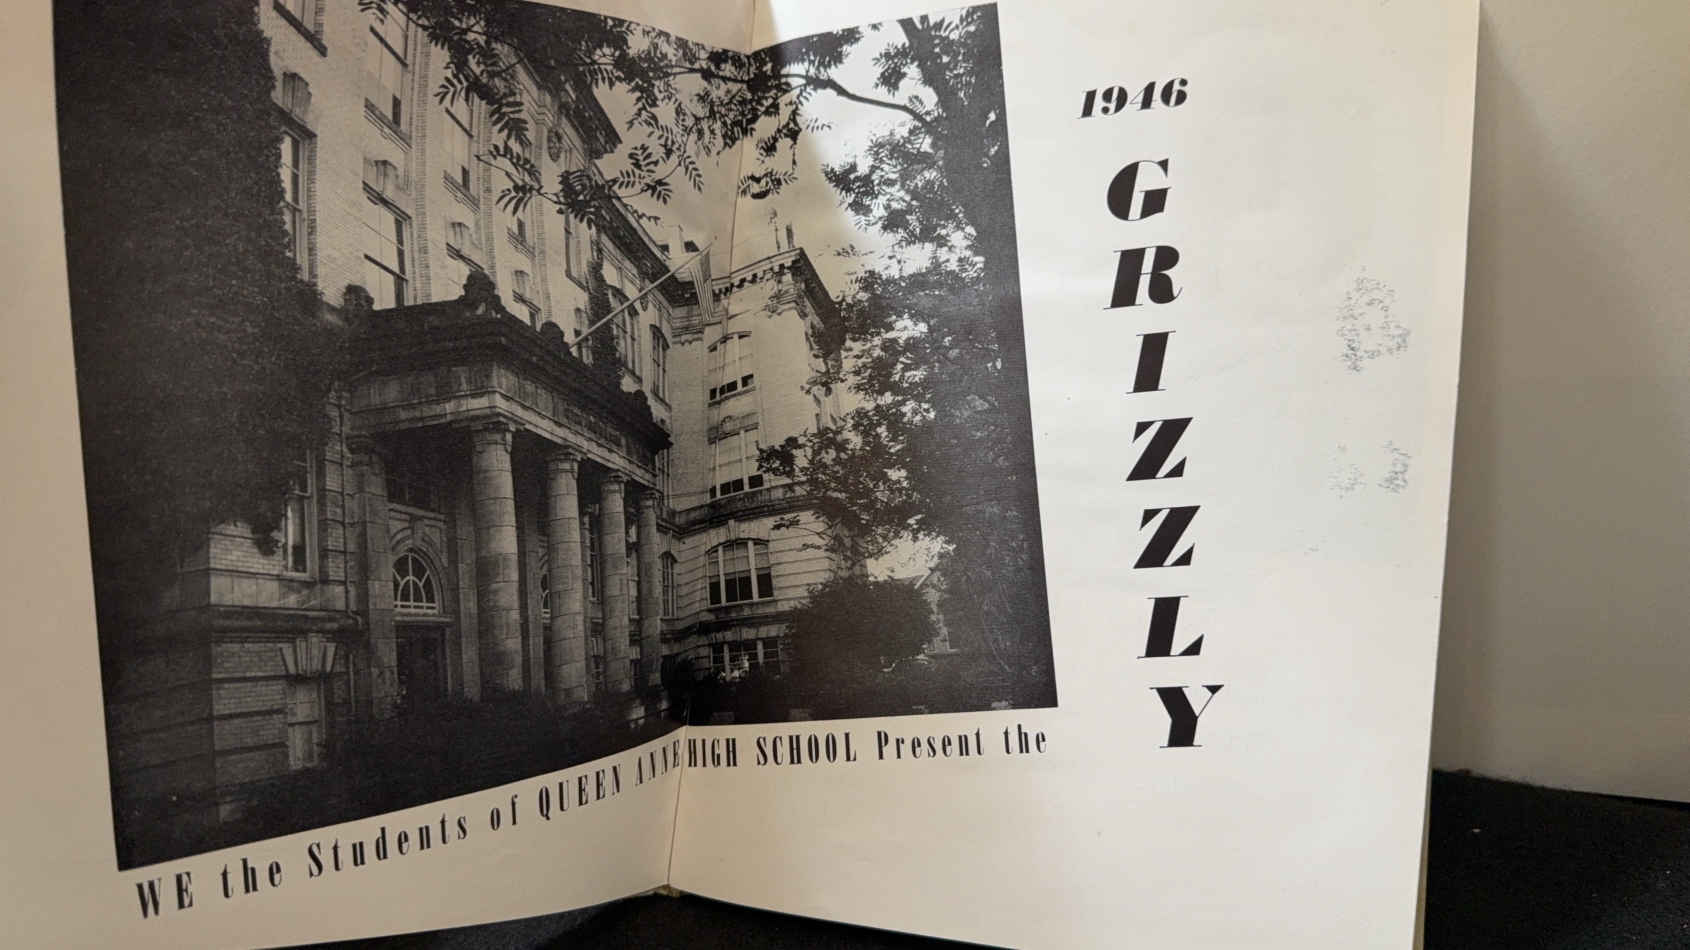 1946
GRIZZLY
WE the Students of QUEEN ANNE HIGH SCHOOL Present the